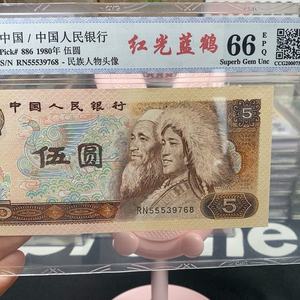 中国 / 中国人民银行
Pick# 886 1980年 伍圆
S/N RN55539768 - 民族人物头像
红光蓝鹤
66 EPQ
Superb Gem Unc
中国人民银行
5
伍圆
RN55539768
5